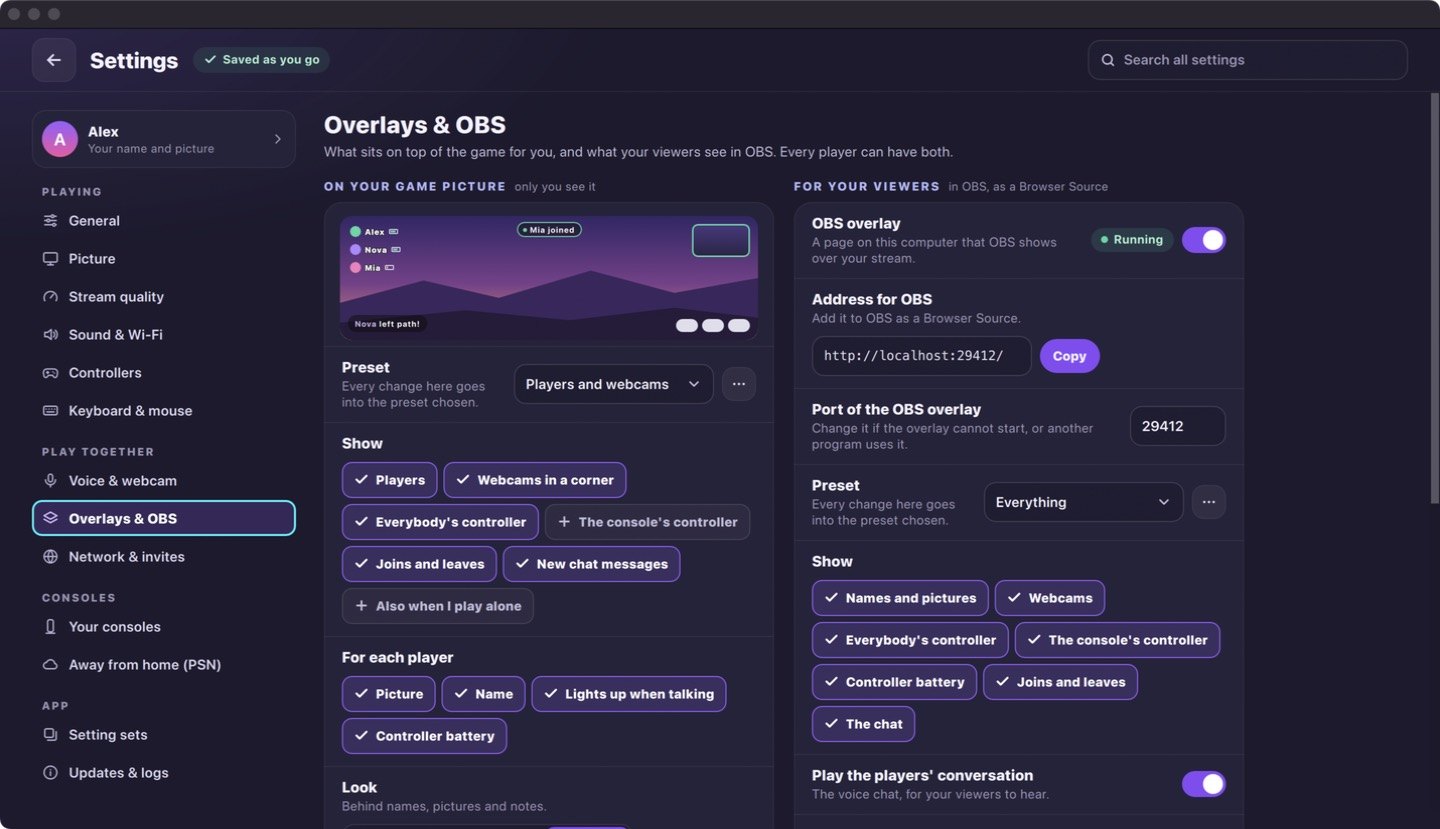 Settings
Saved as you go
Search all settings
A
Alex
Your name and picture
PLAYING
General
Picture
Stream quality
Sound & Wi-Fi
Controllers
Keyboard & mouse
PLAY TOGETHER
Voice & webcam
Overlays & OBS
Network & invites
CONSOLES
Your consoles
Away from home (PSN)
APP
Setting sets
Updates & logs
Overlays & OBS
What sits on top of the game for you, and what your viewers see in OBS. Every player can have both.
ON YOUR GAME PICTURE only you see it
Alex
Nova
Mia
Mia joined
Nova left path!
Preset
Every change here goes
into the preset chosen.
Players and webcams
Show
Players
Webcams in a corner
Everybody's controller
The console's controller
Joins and leaves
New chat messages
Also when I play alone
For each player
Picture
Name
Lights up when talking
Controller battery
Look
Behind names, pictures and notes.
FOR YOUR VIEWERS in OBS, as a Browser Source
OBS overlay
A page on this computer that OBS shows
over your stream.
Running
Address for OBS
Add it to OBS as a Browser Source.
http://localhost:29412/
Copy
Port of the OBS overlay
Change it if the overlay cannot start, or another
program uses it.
29412
Preset
Every change here goes
into the preset chosen.
Everything
Show
Names and pictures
Webcams
Everybody's controller
The console's controller
Controller battery
Joins and leaves
The chat
Play the players' conversation
The voice chat, for your viewers to hear.